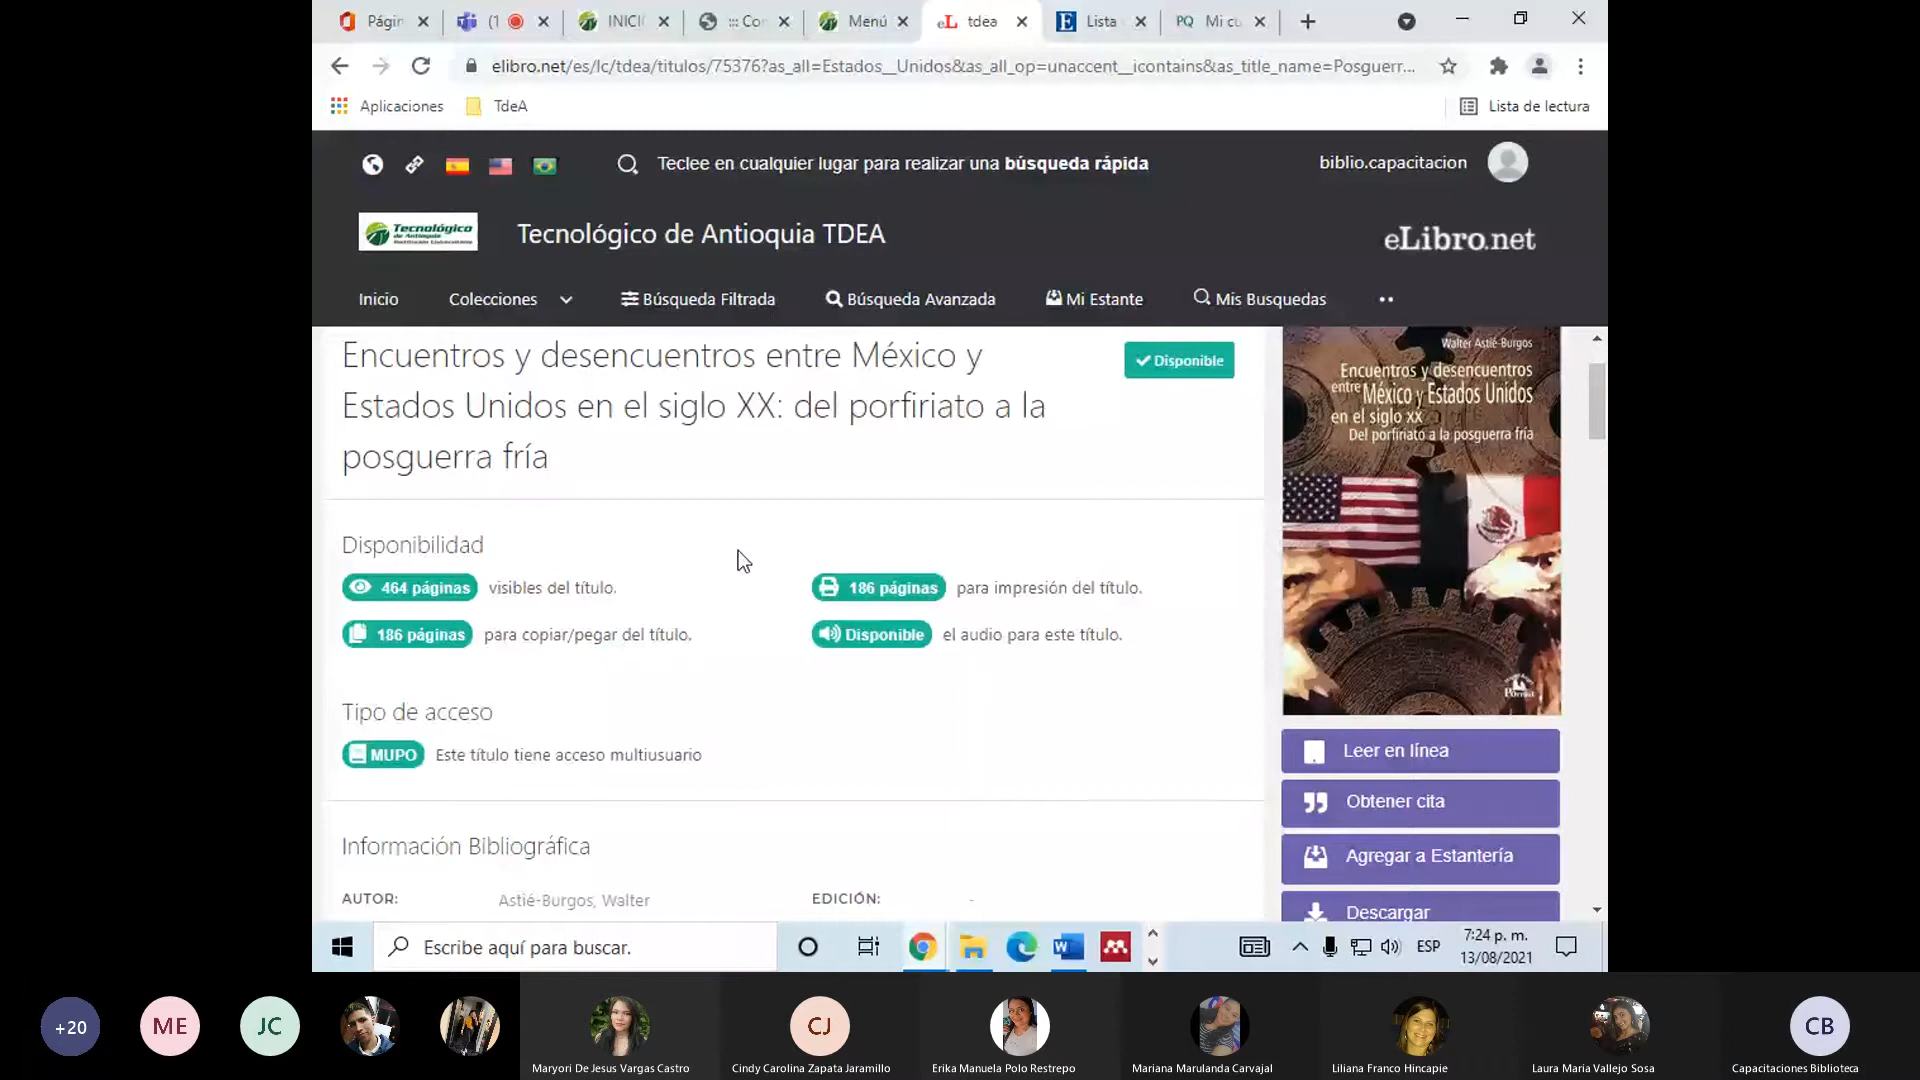 Págin
(1
INICI
::: Cor
Menú
eL tdea
E Lista
PQ Mi cu
elibro.net/es/lc/tdea/titulos/75376?as_all=Estados__Unidos&as_all_op=unaccent__icontains&as_title_name=Posguerr...
Aplicaciones
TdeA
Lista de lectura
Teclee en cualquier lugar para realizar una búsqueda rápida
biblio.capacitacion
Tecnológico
de Antioquia
Tecnológico de Antioquia TDEA
eLibro.net
Inicio
Colecciones
Búsqueda Filtrada
Búsqueda Avanzada
Mi Estante
Mis Busquedas
Encuentros y desencuentros entre México y
Estados Unidos en el siglo XX: del porfiriato a la
posguerra fría
Disponible
Walter Astié-Burgos
Encuentros y desencuentros
entre México y Estados Unidos
en el siglo XX
Del porfiriato a la posguerra fría
Porrúa
Disponibilidad
464 páginas visibles del título.
186 páginas para impresión del título.
186 páginas para copiar/pegar del título.
Disponible el audio para este título.
Tipo de acceso
MUPO Este título tiene acceso multiusuario
Información Bibliográfica
AUTOR: Astié-Burgos, Walter
EDICIÓN: -
Leer en línea
Obtener cita
Agregar a Estantería
Descargar
Escribe aquí para buscar.
W
ESP
7:24 p. m.
13/08/2021
+20
ME
JC
CJ
CB
Maryori De Jesus Vargas Castro
Cindy Carolina Zapata Jaramillo
Erika Manuela Polo Restrepo
Mariana Marulanda Carvajal
Liliana Franco Hincapie
Laura Maria Vallejo Sosa
Capacitaciones Biblioteca